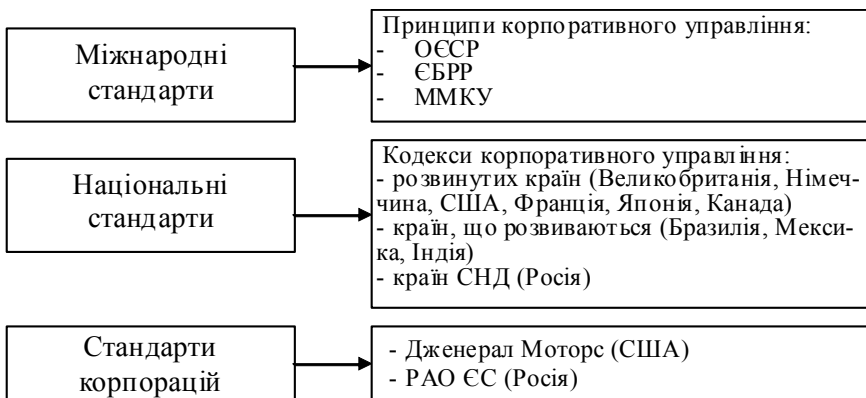 Міжнародні
стандарти
Принципи корпоративного управління:
- ОЄСР
- ЄБРР
- ММКУ
Національні
стандарти
Кодекси корпоративного управління:
- розвинутих країн (Великобританія, Німеч-
чина, США, Франція, Японія, Канада)
- країн, що розвиваються (Бразилія, Мекси-
ка, Індія)
- країн СНД (Росія)
Стандарти
корпорацій
- Дженерал Моторс (США)
- РАО ЄС (Росія)